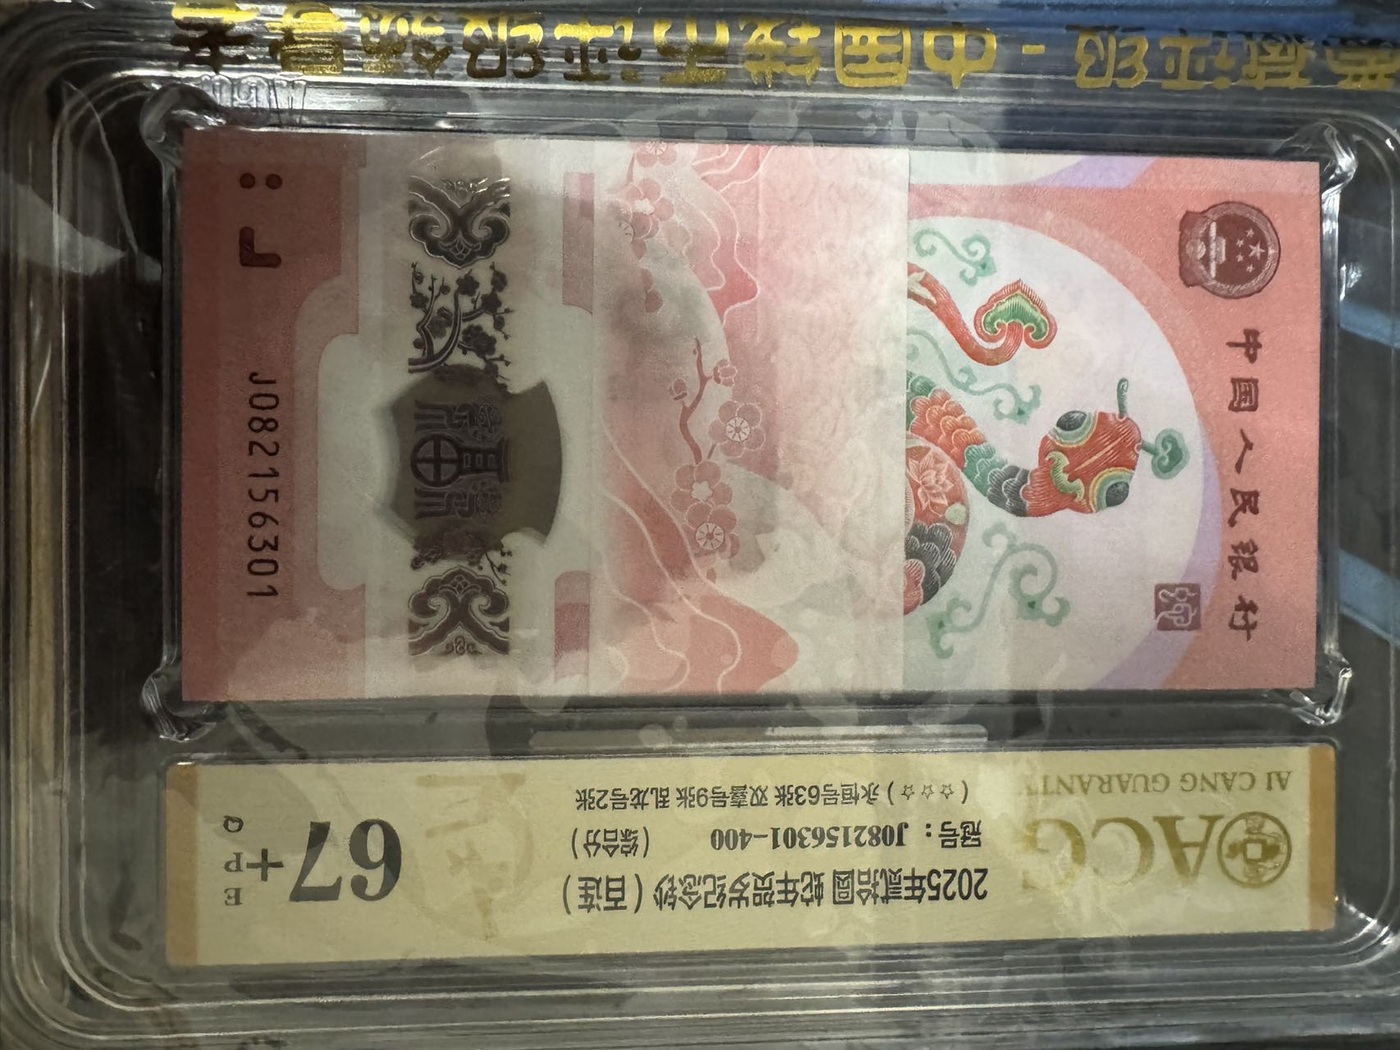 中国人民银行
蛇
J082156301
ACG
AI CANG GUARANTY
2025年贰拾圆 蛇年贺岁纪念钞（百连）
冠号：J082156301-400 （综合分）
（☆☆☆）永恒号63张 双喜号9张 乱龙号2张
67+
E
P
Q